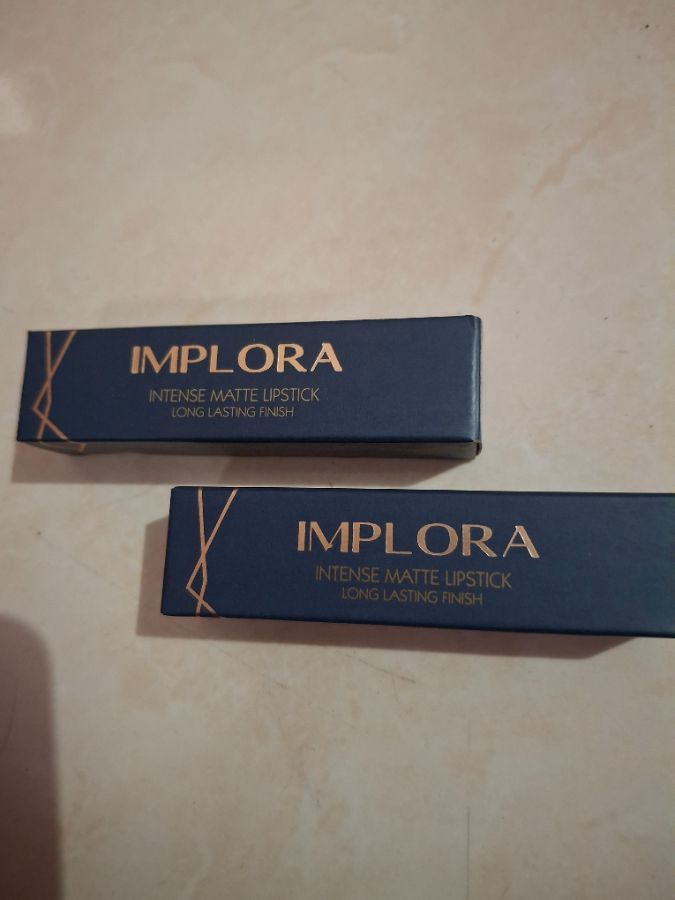 IMPLORA
INTENSE MATTE LIPSTICK
LONG LASTING FINISH
IMPLORA
INTENSE MATTE LIPSTICK
LONG LASTING FINISH